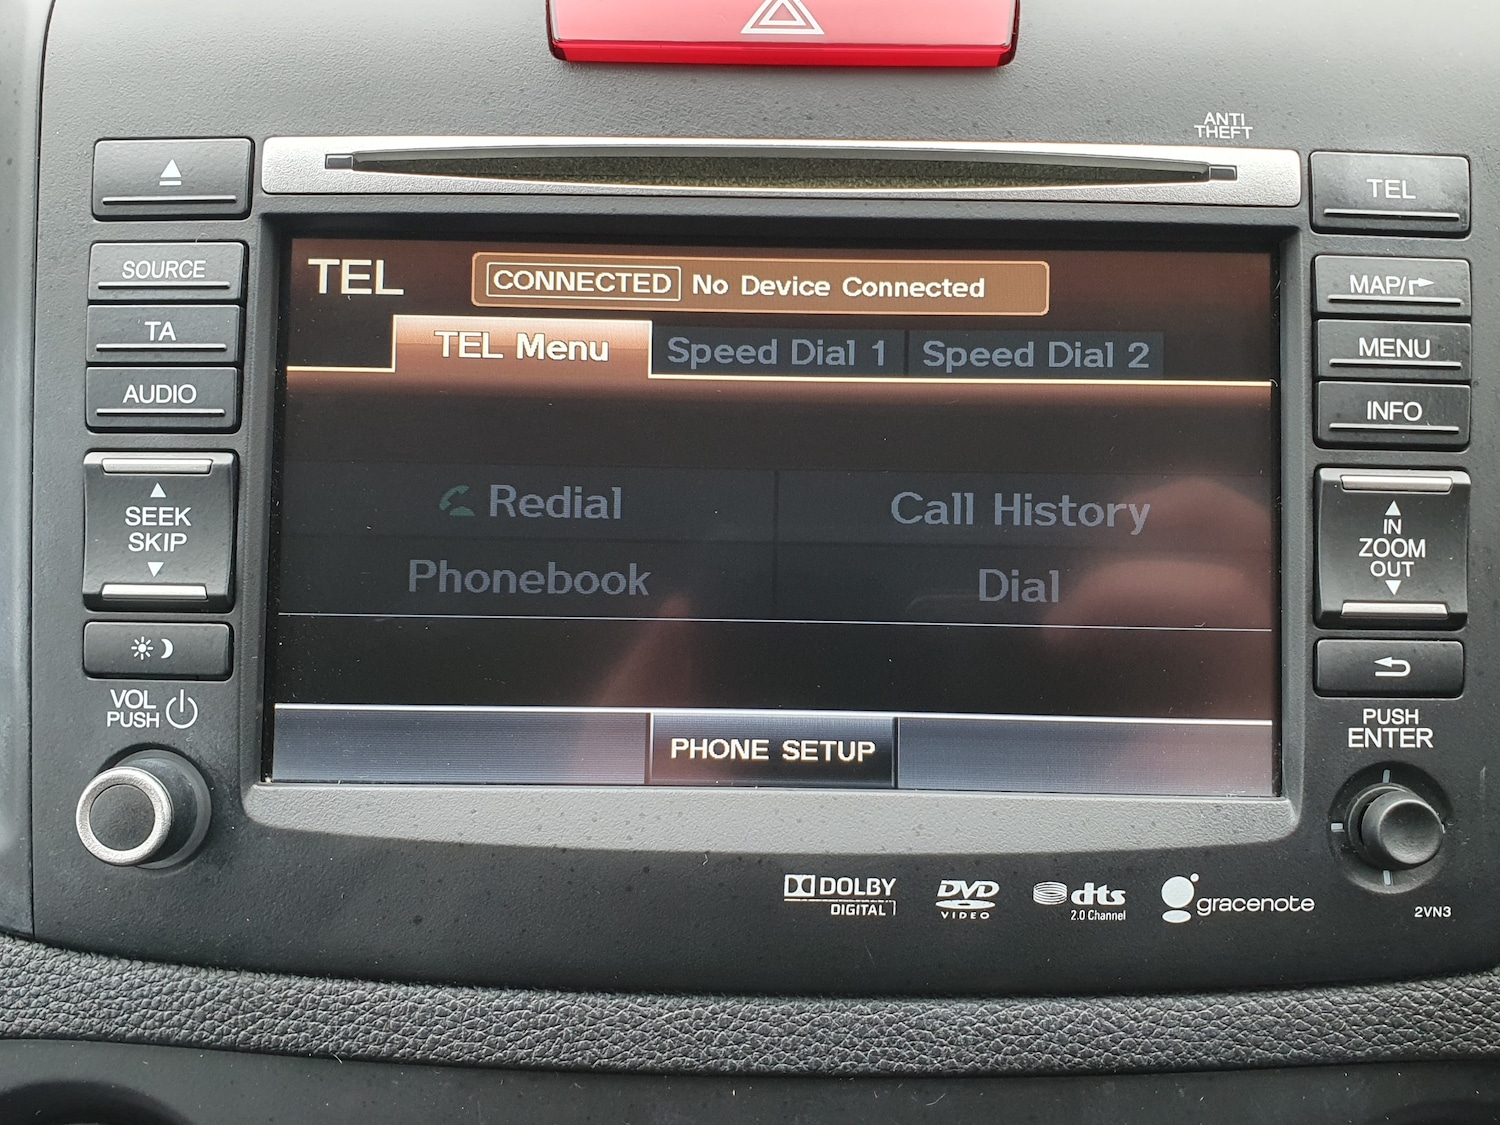 ANTI
THEFT
TEL
SOURCE
TA
AUDIO
SEEK
SKIP
VOL
PUSH
TEL
CONNECTED No Device Connected
TEL Menu Speed Dial 1 Speed Dial 2
Redial Call History
Phonebook Dial
PHONE SETUP
MAP/
MENU
INFO
IN
ZOOM
OUT
PUSH
ENTER
DOLBY
DIGITAL
DVD
VIDEO
dts
2.0 Channel
gracenote
2VN3